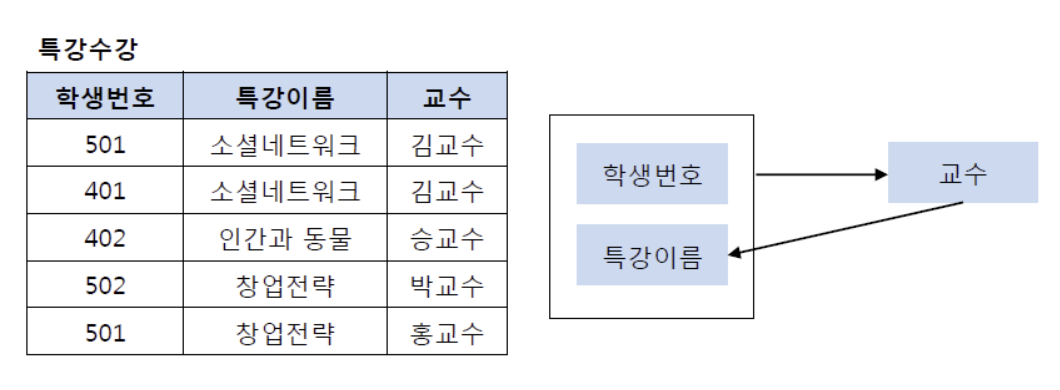 특강수강
학생번호 특강이름 교수
501 소셜네트워크 김교수
401 소셜네트워크 김교수
402 인간과 동물 승교수
502 창업전략 박교수
501 창업전략 홍교수
학생번호 교수
특강이름